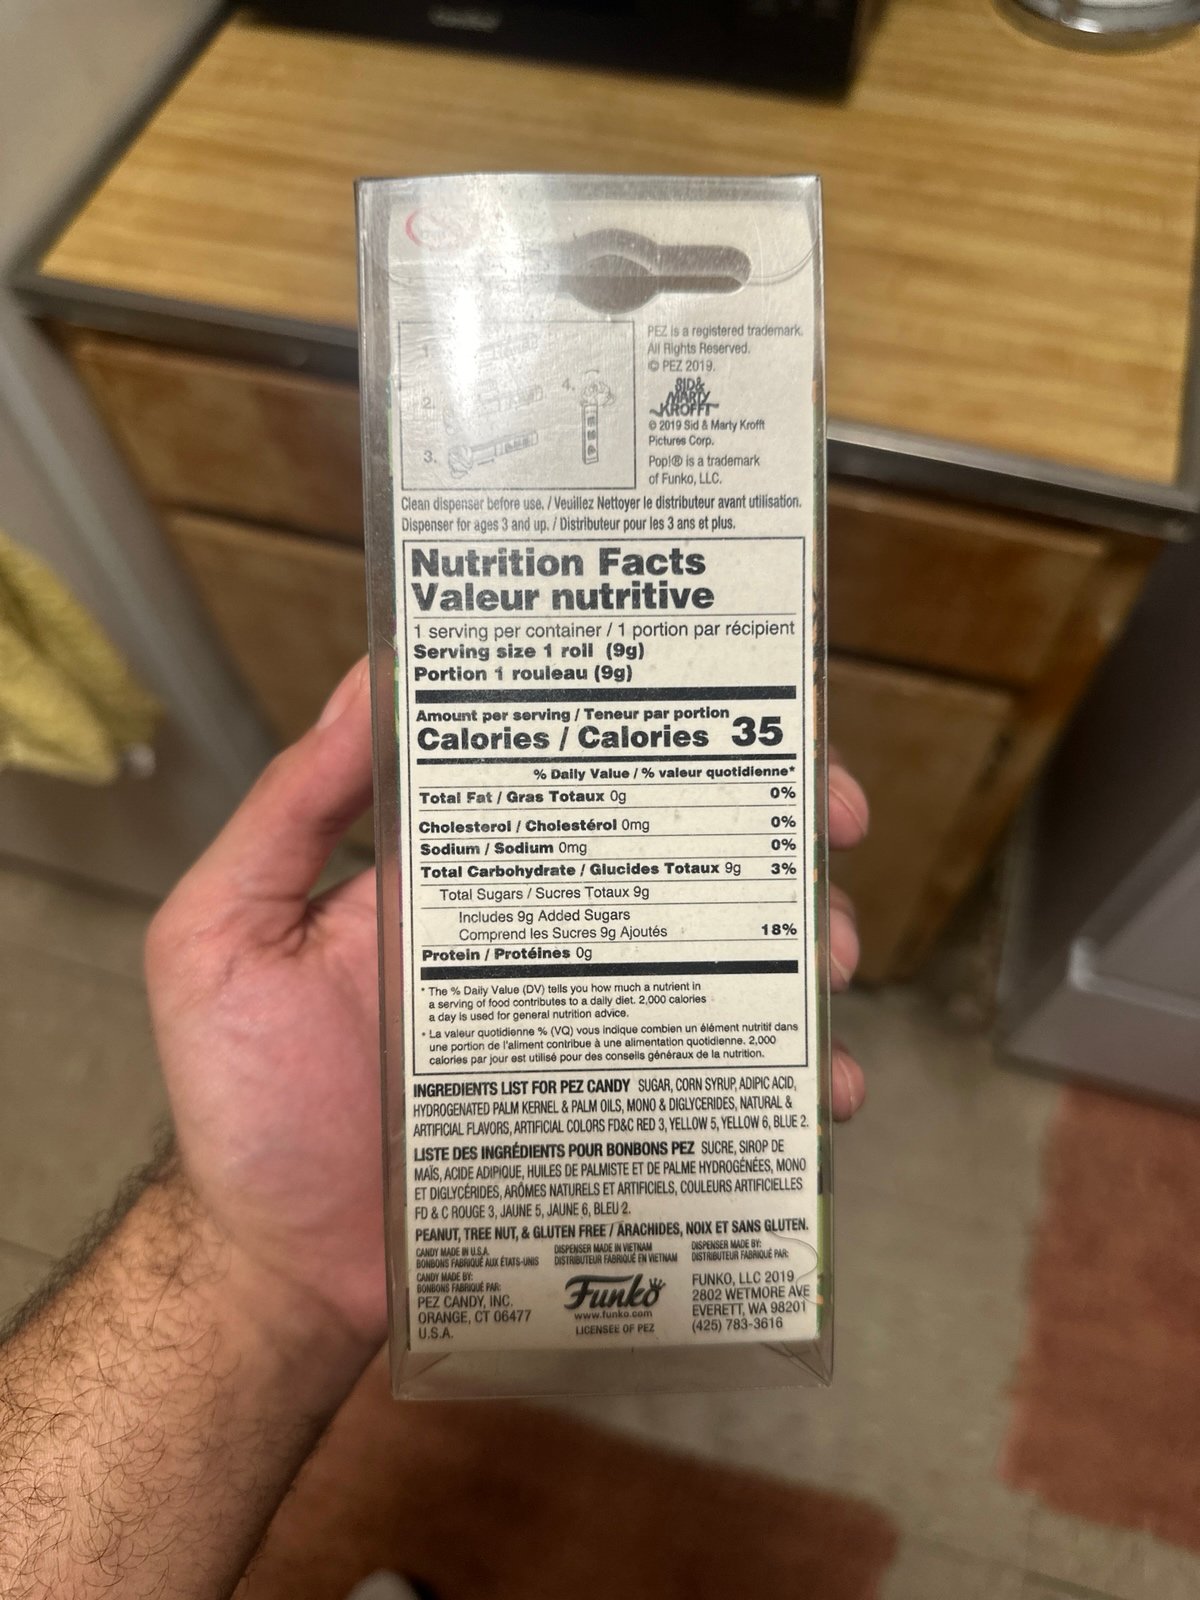 1.
2.
3.
4.
PEZ is a registered trademark.
All Rights Reserved.
© PEZ 2019.
SID &
MARTY
KROFFT
© 2019 Sid & Marty Krofft
Pictures Corp.
Pop!® is a trademark
of Funko, LLC.
Clean dispenser before use. / Veuillez Nettoyer le distributeur avant utilisation.
Dispenser for ages 3 and up. / Distributeur pour les 3 ans et plus.
Nutrition Facts
Valeur nutritive
1 serving per container / 1 portion par récipient
Serving size 1 roll (9g)
Portion 1 rouleau (9g)
Amount per serving / Teneur par portion
Calories / Calories 35
% Daily Value / % valeur quotidienne*
Total Fat / Gras Totaux 0g 0%
Cholesterol / Cholestérol 0mg 0%
Sodium / Sodium 0mg 0%
Total Carbohydrate / Glucides Totaux 9g 3%
Total Sugars / Sucres Totaux 9g
Includes 9g Added Sugars
Comprend les Sucres 9g Ajoutés 18%
Protein / Protéines 0g
* The % Daily Value (DV) tells you how much a nutrient in
a serving of food contributes to a daily diet. 2,000 calories
a day is used for general nutrition advice.
* La valeur quotidienne % (VQ) vous indique combien un élément nutritif dans
une portion de l'aliment contribue à une alimentation quotidienne. 2,000
calories par jour est utilisé pour des conseils généraux de la nutrition.
INGREDIENTS LIST FOR PEZ CANDY SUGAR, CORN SYRUP, ADIPIC ACID,
HYDROGENATED PALM KERNEL & PALM OILS, MONO & DIGLYCERIDES, NATURAL &
ARTIFICIAL FLAVORS, ARTIFICIAL COLORS FD&C RED 3, YELLOW 5, YELLOW 6, BLUE 2.
LISTE DES INGRÉDIENTS POUR BONBONS PEZ SUCRE, SIROP DE
MAÏS, ACIDE ADIPIQUE, HUILES DE PALMISTE ET DE PALME HYDROGÉNÉES, MONO
ET DIGLYCÉRIDES, ARÔMES NATURELS ET ARTIFICIELS, COULEURS ARTIFICIELLES
FD & C ROUGE 3, JAUNE 5, JAUNE 6, BLEU 2.
PEANUT, TREE NUT, & GLUTEN FREE / ARACHIDES, NOIX ET SANS GLUTEN.
CANDY MADE IN U.S.A.
BONBONS FABRIQUÉ AUX ÉTATS-UNIS
CANDY MADE BY:
BONBONS FABRIQUÉ PAR:
PEZ CANDY, INC.
ORANGE, CT 06477
U.S.A.
DISPENSER MADE IN VIETNAM
DISTRIBUTEUR FABRIQUÉ EN VIETNAM
Funko
www.funko.com
LICENSEE OF PEZ
DISPENSER MADE BY:
DISTRIBUTEUR FABRIQUÉ PAR:
FUNKO, LLC 2019
2802 WETMORE AVE
EVERETT, WA 98201
(425) 783-3616